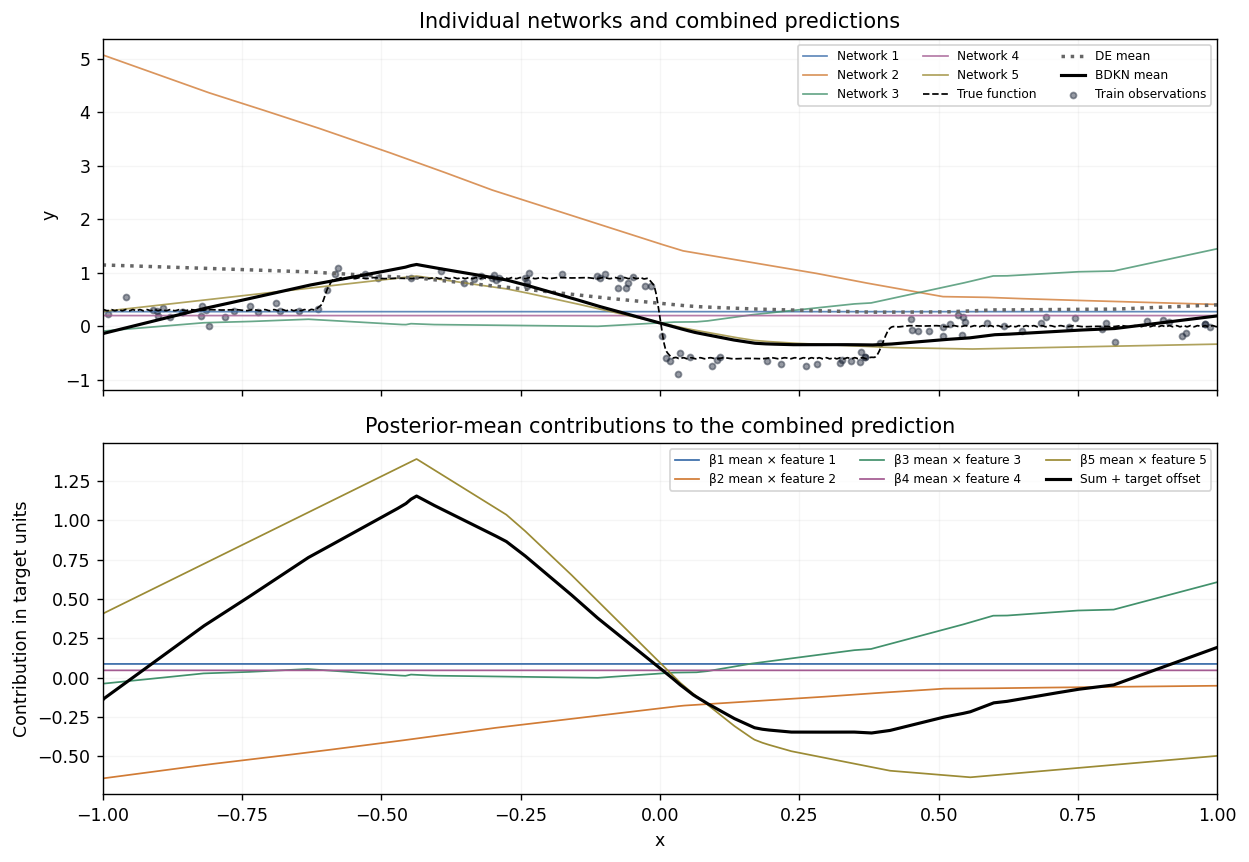 Individual networks and combined predictions
Network 1
Network 2
Network 3
Network 4
Network 5
True function
DE mean
BDKN mean
Train observations
5
4
3
2
1
0
−1
y
Posterior-mean contributions to the combined prediction
β1 mean × feature 1
β2 mean × feature 2
β3 mean × feature 3
β4 mean × feature 4
β5 mean × feature 5
Sum + target offset
1.25
1.00
0.75
0.50
0.25
0.00
−0.25
−0.50
Contribution in target units
−1.00 −0.75 −0.50 −0.25 0.00 0.25 0.50 0.75 1.00
x